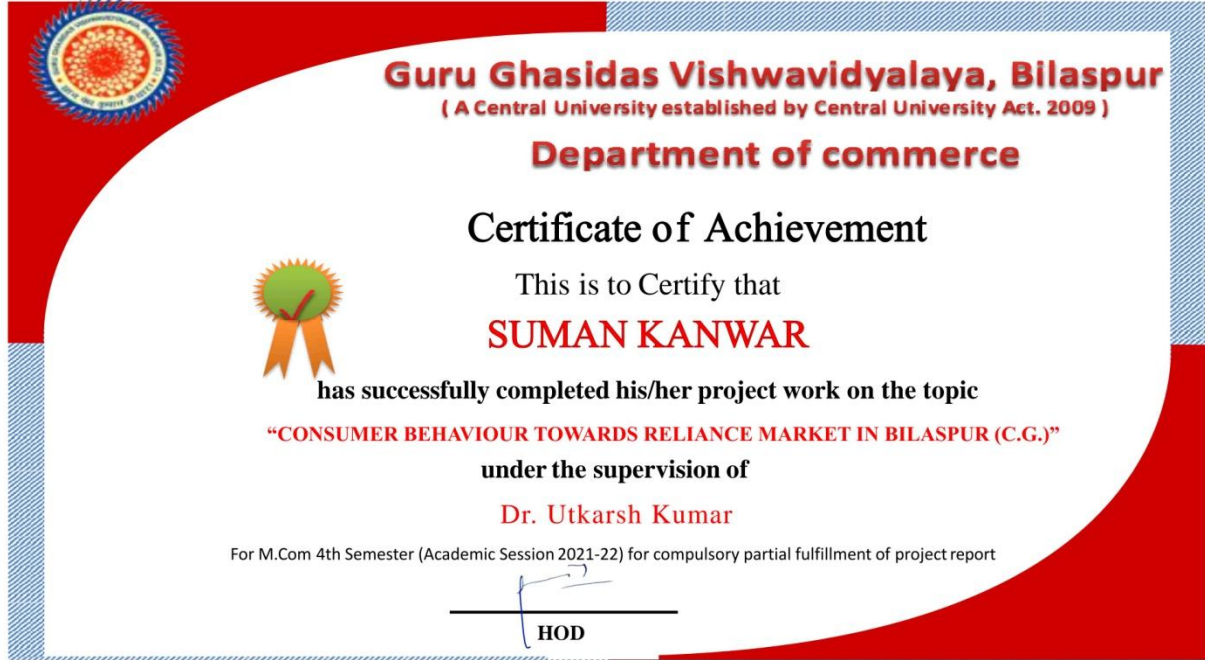 Guru Ghasidas Vishwavidyalaya, Bilaspur
( A Central University established by Central University Act. 2009 )
Department of commerce
Certificate of Achievement
This is to Certify that
SUMAN KANWAR
has successfully completed his/her project work on the topic
“CONSUMER BEHAVIOUR TOWARDS RELIANCE MARKET IN BILASPUR (C.G.)”
under the supervision of
Dr. Utkarsh Kumar
For M.Com 4th Semester (Academic Session 2021-22) for compulsory partial fulfillment of project report
HOD